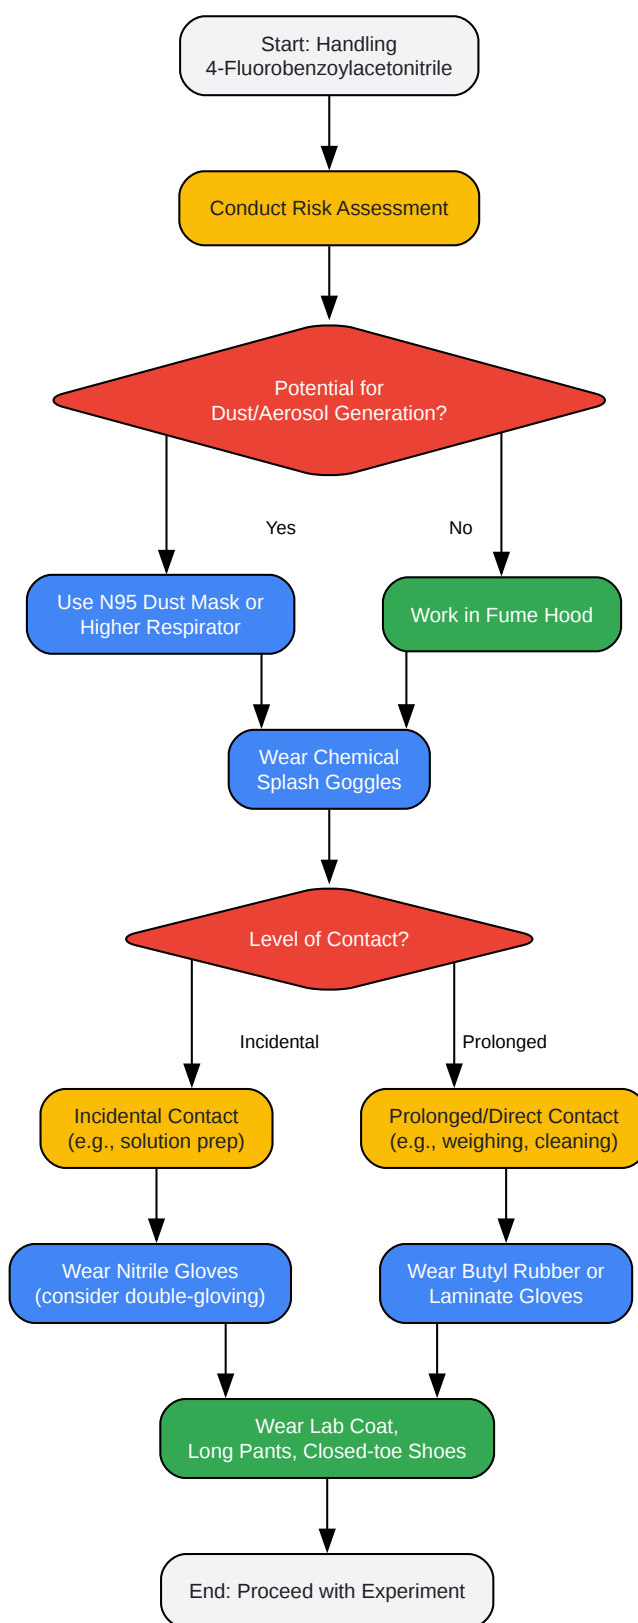 Start: Handling
4-Fluorobenzoylacetonitrile
Conduct Risk Assessment
Potential for
Dust/Aerosol Generation?
Yes
No
Use N95 Dust Mask or
Higher Respirator
Work in Fume Hood
Wear Chemical
Splash Goggles
Level of Contact?
Incidental
Prolonged
Incidental Contact
(e.g., solution prep)
Prolonged/Direct Contact
(e.g., weighing, cleaning)
Wear Nitrile Gloves
(consider double-gloving)
Wear Butyl Rubber or
Laminate Gloves
Wear Lab Coat,
Long Pants, Closed-toe Shoes
End: Proceed with Experiment